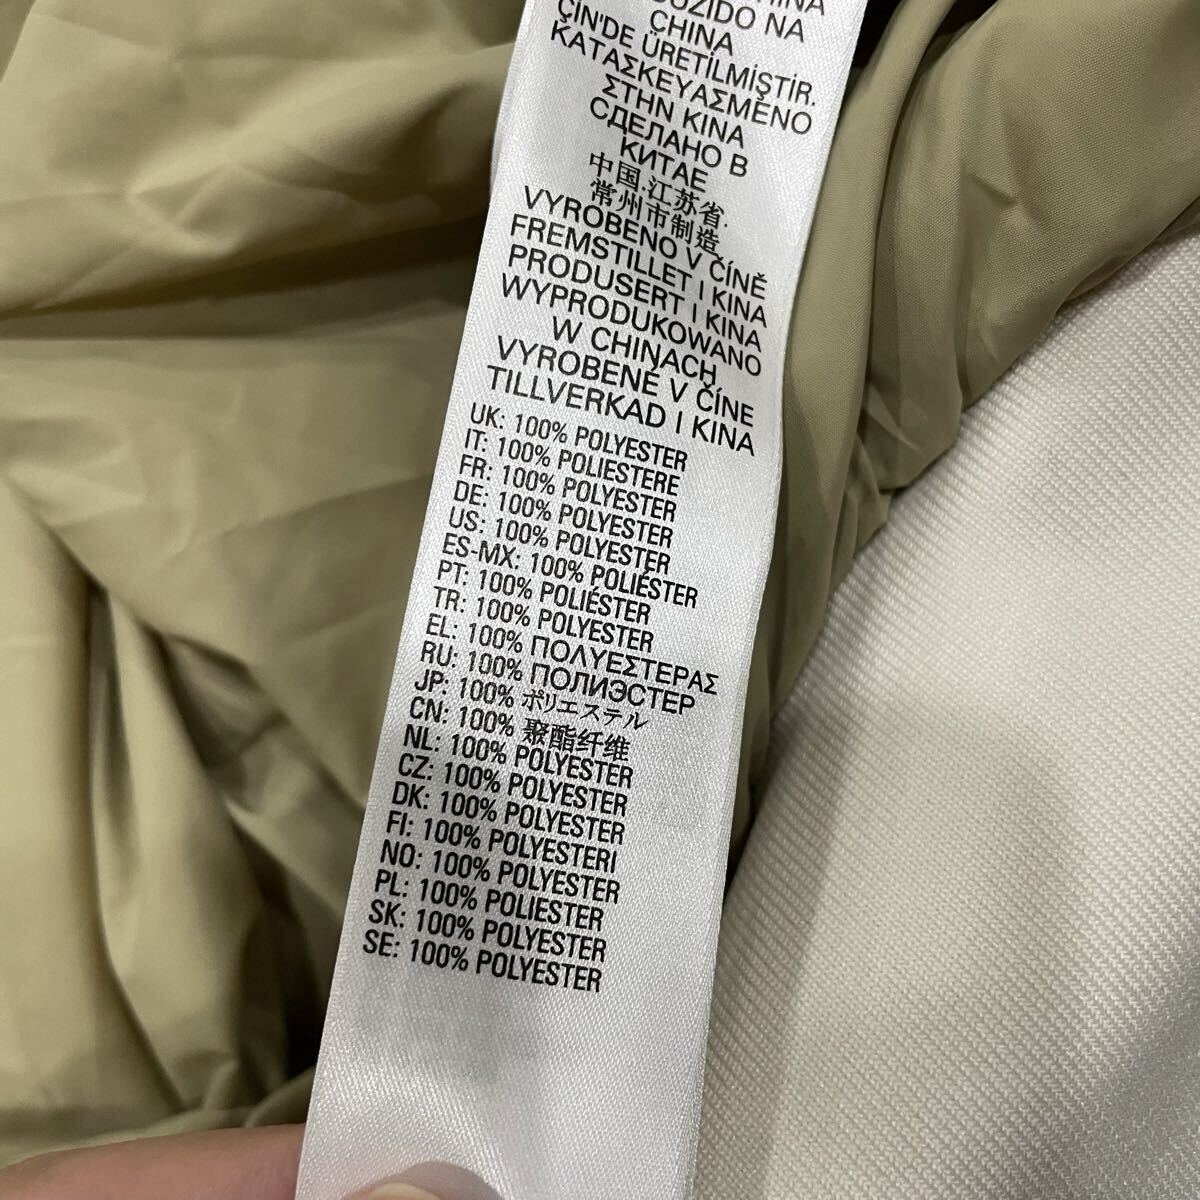 CHINA
ÇİN'DE ÜRETİLMİŞTİR.
ΚΑΤΑΣΚΕΥΑΣΜΕΝΟ
ΣΤΗΝ ΚΙΝΑ
СДЕЛАНО В
КИТАЕ
中国.江苏省.
常州市制造
VYROBENO V ČÍNĚ
FREMSTILLET I KINA
PRODUSERT I KINA
WYPRODUKOWANO
W CHINACH
VYROBENÉ V ČÍNE
TILLVERKAD I KINA
UK: 100% POLYESTER
IT: 100% POLIESTERE
FR: 100% POLYESTER
DE: 100% POLYESTER
US: 100% POLYESTER
ES-MX: 100% POLIÉSTER
PT: 100% POLIÉSTER
TR: 100% POLYESTER
EL: 100% ΠΟΛΥΕΣΤΕΡΑΣ
RU: 100% ПОЛИЭСТЕР
JP: 100% ポリエステル
CN: 100% 聚酯纤维
NL: 100% POLYESTER
CZ: 100% POLYESTER
DK: 100% POLYESTER
FI: 100% POLYESTERI
NO: 100% POLYESTER
PL: 100% POLIESTER
SK: 100% POLYESTER
SE: 100% POLYESTER